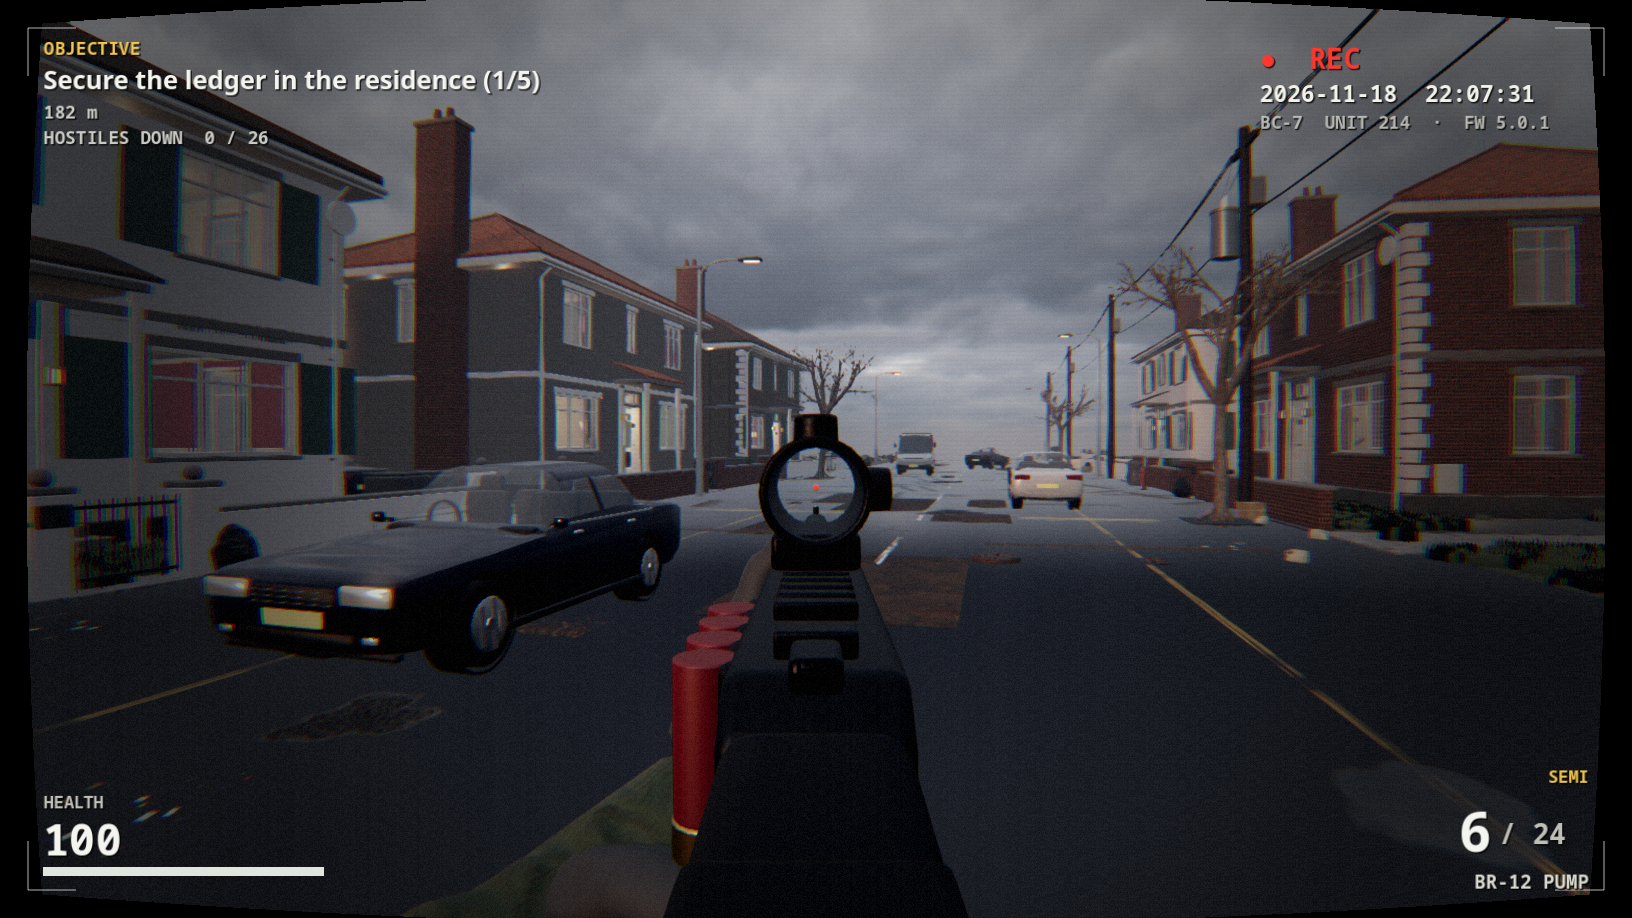 OBJECTIVE
Secure the ledger in the residence (1/5)
182 m
HOSTILES DOWN 0 / 26
● REC
2026-11-18 22:07:31
BC-7 UNIT 214 · FW 5.0.1
HEALTH
100
SEMI
6 / 24
BR-12 PUMP